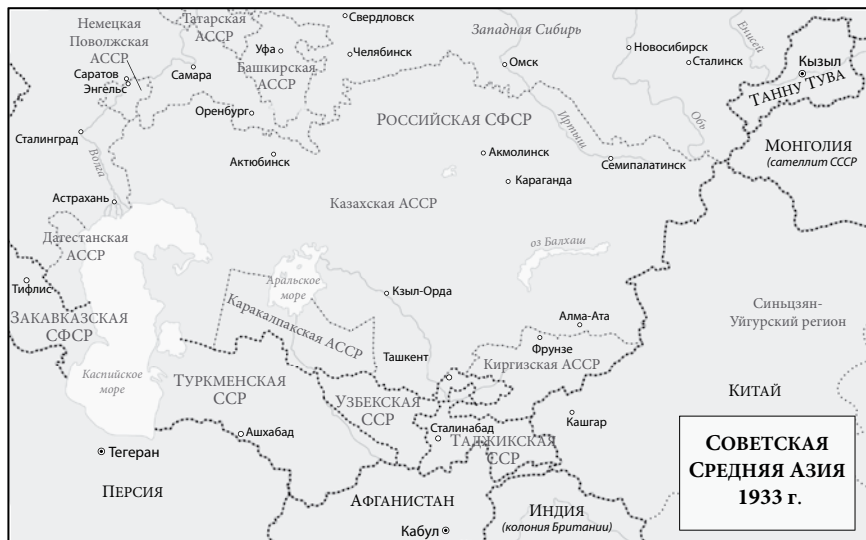 Немецкая
Поволжская
АССР
Татарская
АССР
Свердловск
Западная Сибирь
Енисей
Уфа
Челябинск
Новосибирск
Башкирская
АССР
Саратов
Энгельс
Самара
Омск
Сталинск
Кызыл
Танну Тува
Оренбург
РОССИЙСКАЯ СФСР
Иртыш
Обь
Сталинград
Волга
Актюбинск
Акмолинск
Семипалатинск
МОНГОЛИЯ
(сателлит СССР
Караганда
Астрахань
Казахская АССР
Дагестанская
АССР
оз Балхаш
Тифлис
Аральское
море
Кзыл-Орда
Каракалпакская АССР
ЗАКАВКАЗСКАЯ
СФСР
Алма-Ата
Синьцзян-
Уйгурский регион
Ташкент
Фрунзе
Киргизская АССР
Каспийское
море
ТУРКМЕНСКАЯ
ССР
УЗБЕКСКАЯ
ССР
КИТАЙ
Сталинабад
Кашгар
Ашхабад
ТАДЖИКСКАЯ
ССР
Тегеран
ПЕРСИЯ
АФГАНИСТАН
Кабул
ИНДИЯ
(колония Британии)
СОВЕТСКАЯ
СРЕДНЯЯ АЗИЯ
1933 г.